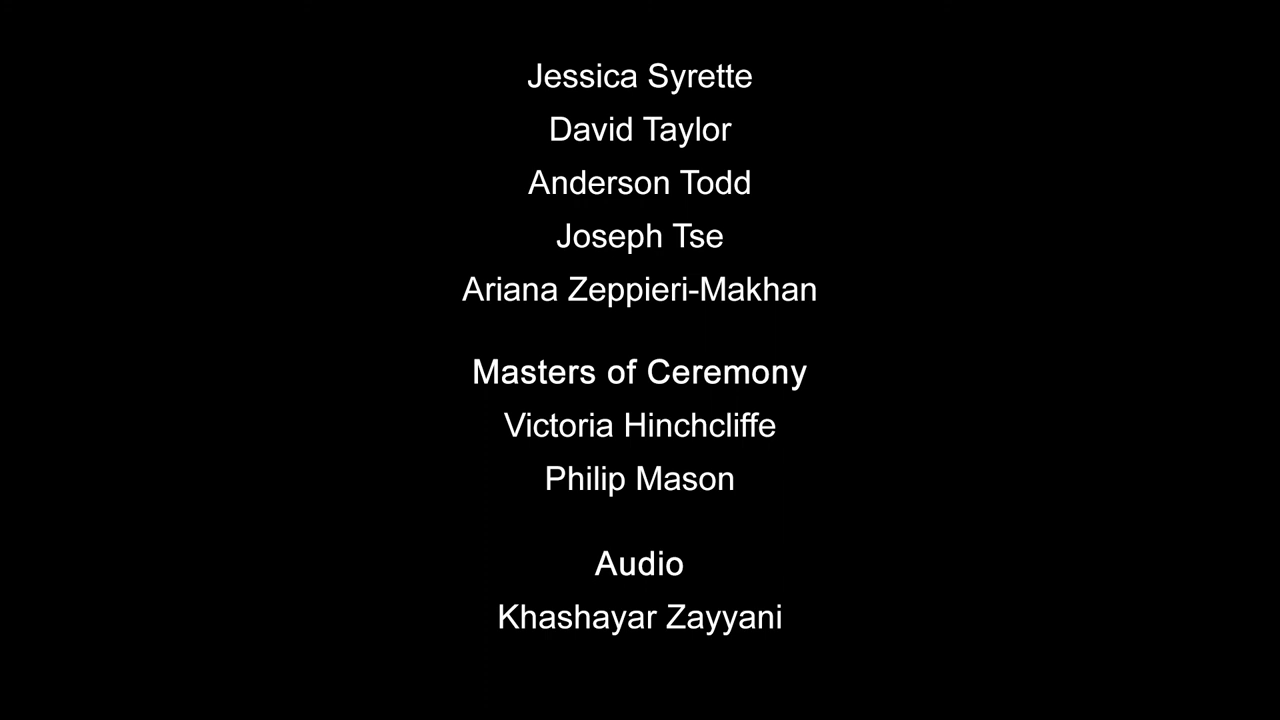 Jessica Syrette
David Taylor
Anderson Todd
Joseph Tse
Ariana Zeppieri-Makhan
Masters of Ceremony
Victoria Hinchcliffe
Philip Mason
Audio
Khashayar Zayyani